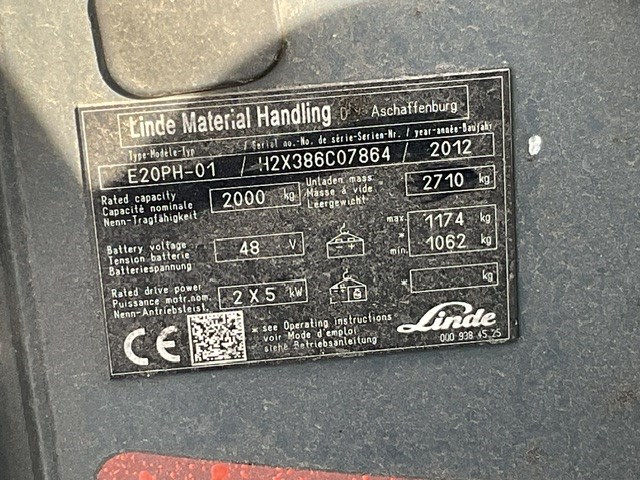 Linde Material Handling D- Aschaffenburg
Type-Modèle-Typ / Serial no.-No. de série-Serien-Nr. / year-année-Baujahr
E20PH-01 / H2X386C07864 / 2012
Rated capacity
Capacité nominale
Nenn-Tragfähigkeit
2000 kg
Unladen mass
Masse à vide
Leergewicht
2710 kg
Battery voltage
Tension batterie
Batteriespannung
48 V
max. 1174 kg
*
min. 1062 kg
Rated drive power
Puissance motr.nom.
Nenn-Antriebsleist.
2 X 5 kW
* kg
CE
* see Operating instructions
voir Mode d'emploi
siehe Betriebsanleitung
Linde
000 938 45 25